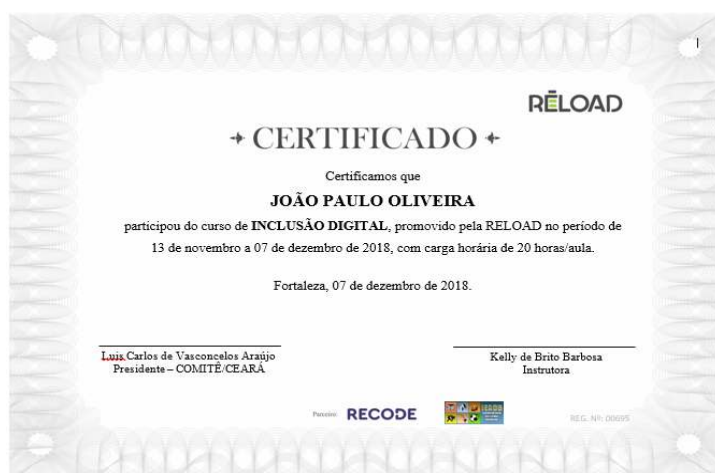 RĒLOAD
CERTIFICADO
Certificamos que
JOÃO PAULO OLIVEIRA
participou do curso de INCLUSÃO DIGITAL, promovido pela RELOAD no período de
13 de novembro a 07 de dezembro de 2018, com carga horária de 20 horas/aula.
Fortaleza, 07 de dezembro de 2018.
Luis Carlos de Vasconcelos Araújo
Presidente – COMITÊ/CEARÁ
Kelly de Brito Barbosa
Instrutora
RECODE
REG. Nº: 00695